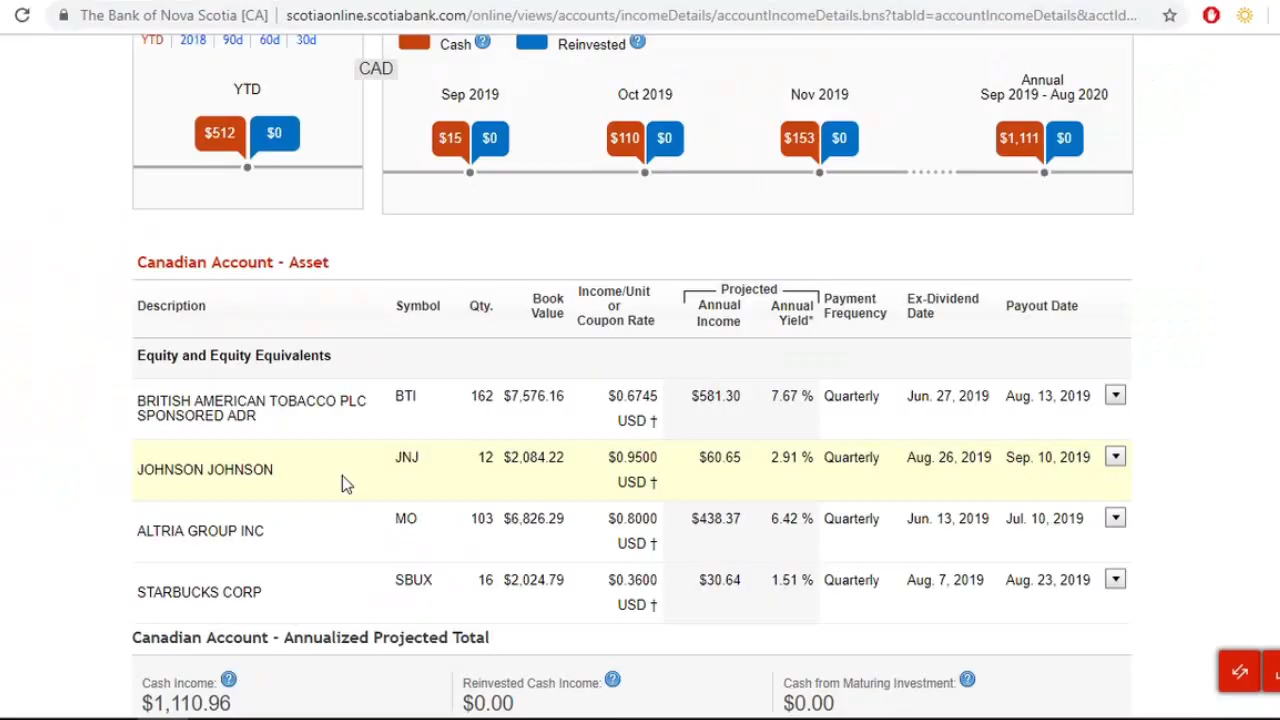 The Bank of Nova Scotia [CA] | scotiaonline.scotiabank.com/online/views/accounts/incomeDetails/accountIncomeDetails.bns?tabId=accountIncomeDetails&acctId...
YTD 2018 90d 60d 30d
Cash ? Reinvested ?
CAD
YTD
$512 $0
Sep 2019 Oct 2019 Nov 2019 Annual
Sep 2019 - Aug 2020
$15 $0 $110 $0 $153 $0 $1,111 $0
Canadian Account - Asset
Description Symbol Qty. Book Value Income/Unit or Coupon Rate Projected Annual Income Annual Yield* Payment Frequency Ex-Dividend Date Payout Date
Equity and Equity Equivalents
BRITISH AMERICAN TOBACCO PLC SPONSORED ADR BTI 162 $7,576.16 $0.6745 USD † $581.30 7.67 % Quarterly Jun. 27, 2019 Aug. 13, 2019
JOHNSON JOHNSON JNJ 12 $2,084.22 $0.9500 USD † $60.65 2.91 % Quarterly Aug. 26, 2019 Sep. 10, 2019
ALTRIA GROUP INC MO 103 $6,826.29 $0.8000 USD † $438.37 6.42 % Quarterly Jun. 13, 2019 Jul. 10, 2019
STARBUCKS CORP SBUX 16 $2,024.79 $0.3600 USD † $30.64 1.51 % Quarterly Aug. 7, 2019 Aug. 23, 2019
Canadian Account - Annualized Projected Total
Cash Income: ? Reinvested Cash Income: ? Cash from Maturing Investment: ?
$1,110.96 $0.00 $0.00